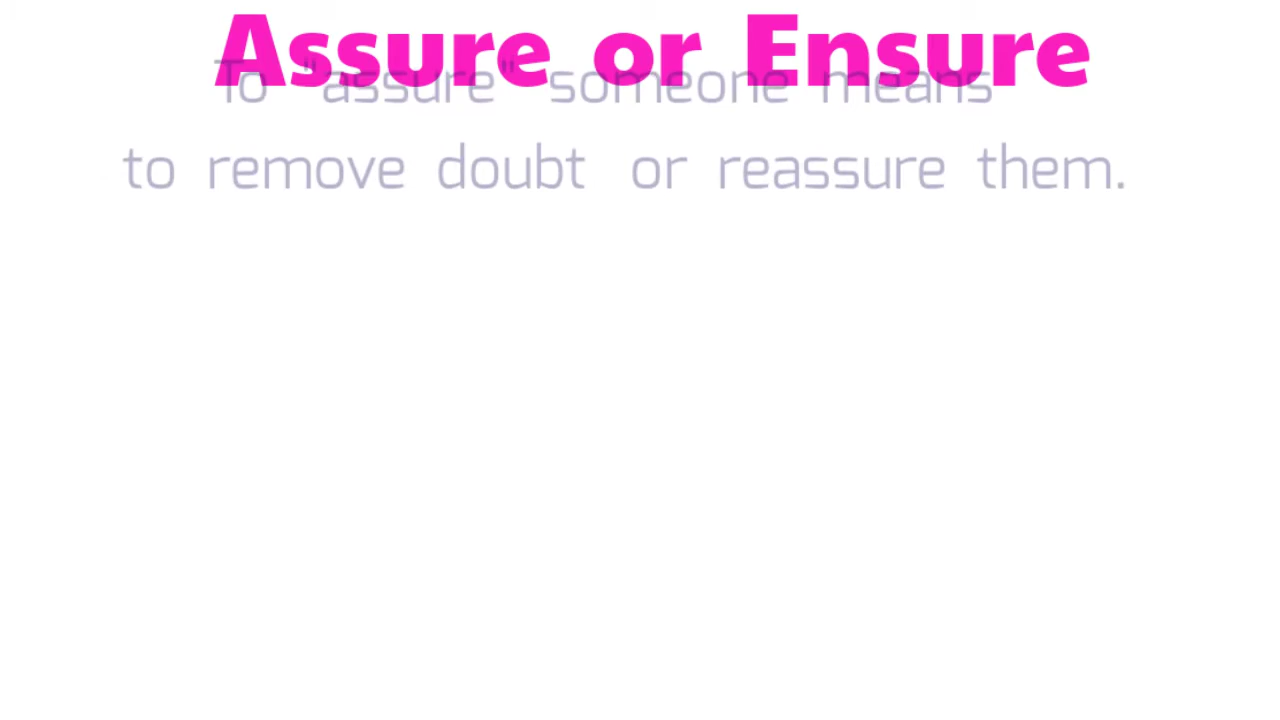 Assure or Ensure
To "assure" someone means
to remove doubt or reassure them.